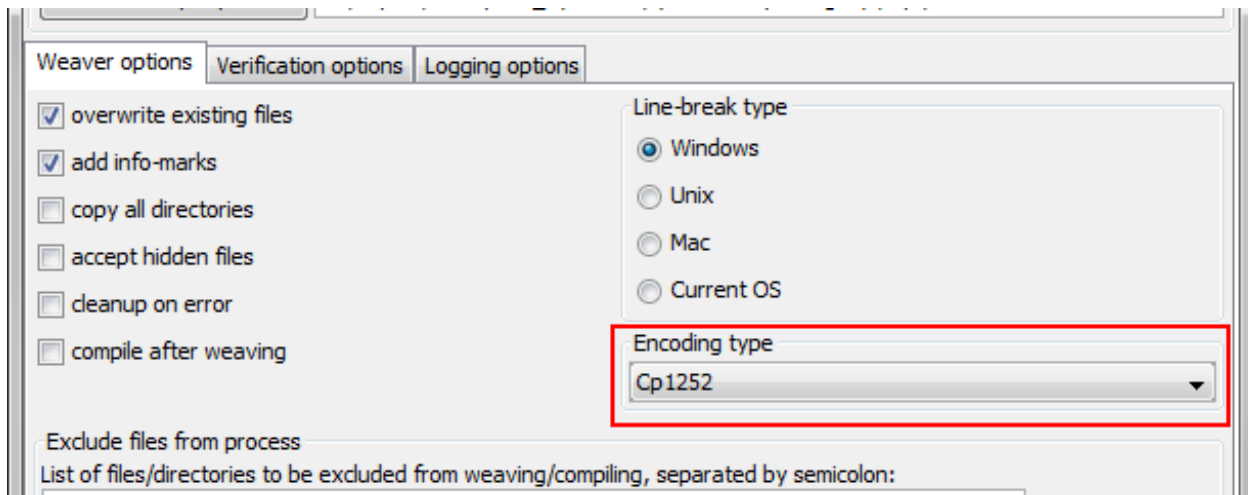 Weaver options Verification options Logging options
overwrite existing files
add info-marks
copy all directories
accept hidden files
cleanup on error
compile after weaving
Line-break type
Windows
Unix
Mac
Current OS
Encoding type
Cp1252
Exclude files from process
List of files/directories to be excluded from weaving/compiling, separated by semicolon: